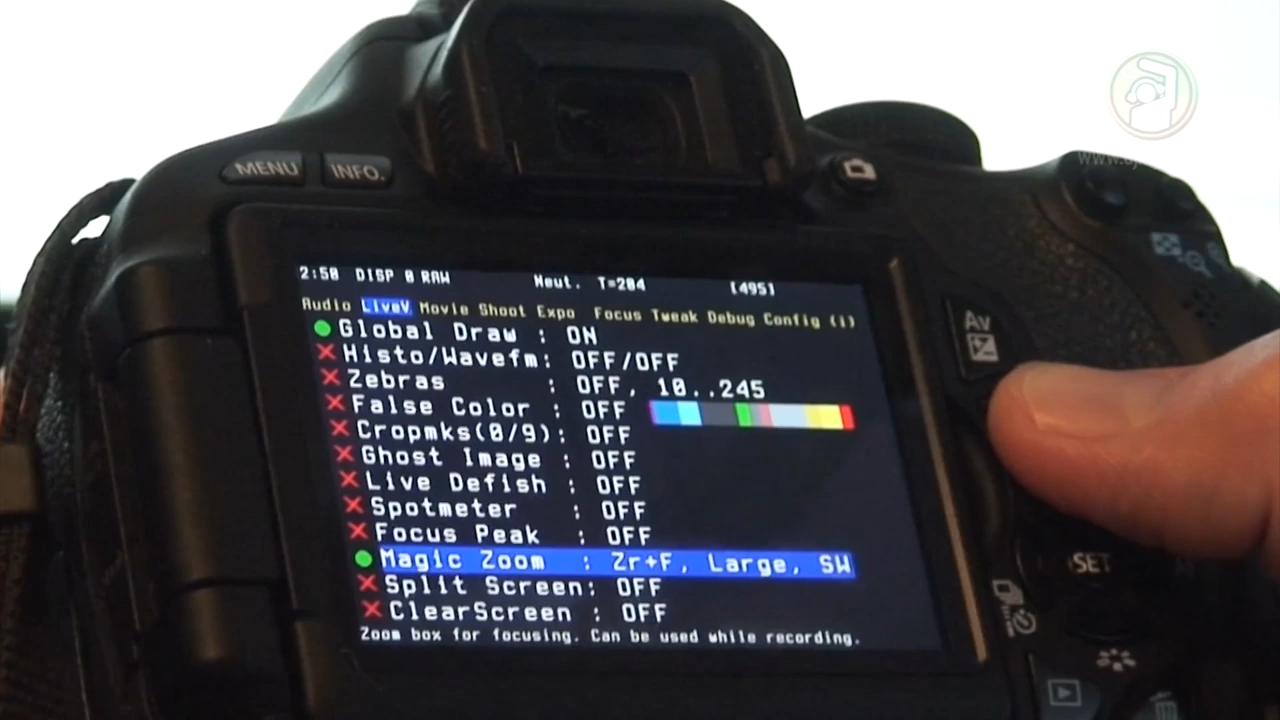 MENU INFO.
2:50 DISP 0 RAW Neut. T=284 [495]
Audio LiveV Movie Shoot Expo Focus Tweak Debug Config (i)
Global Draw : ON
Histo/Wavefm: OFF/OFF
Zebras : OFF, 10..245
False Color : OFF
Cropmks(0/9): OFF
Ghost Image : OFF
Live Defish : OFF
Spotmeter : OFF
Focus Peak : OFF
Magic Zoom : Zr+F, Large, SW
Split Screen: OFF
ClearScreen : OFF
Zoom box for focusing. Can be used while recording.
Av
SET